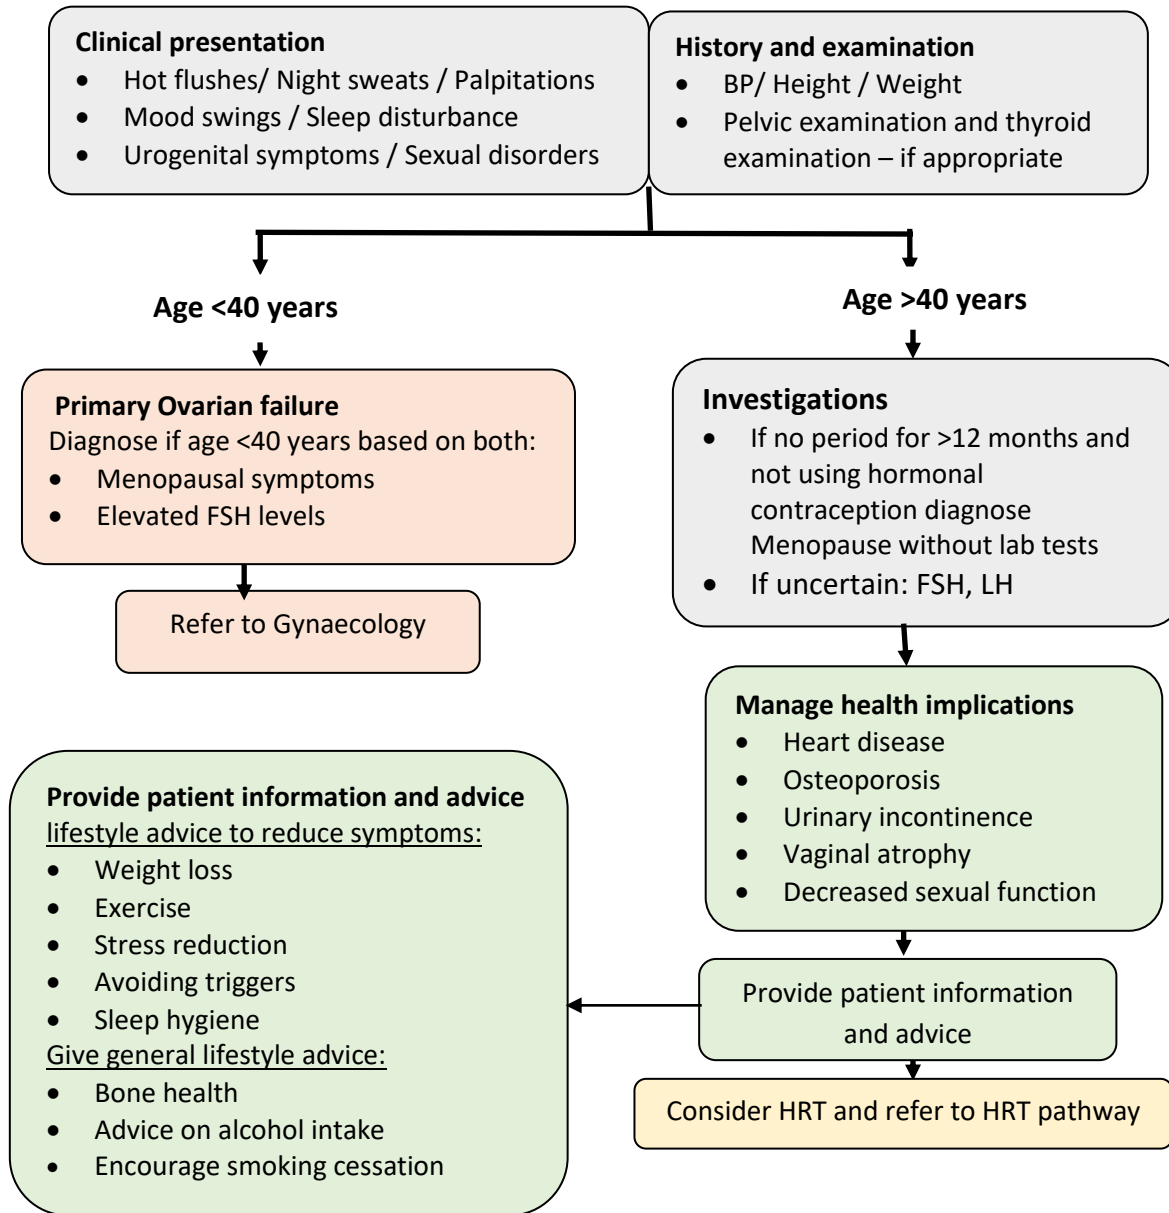 Clinical presentation
• Hot flushes/ Night sweats / Palpitations
• Mood swings / Sleep disturbance
• Urogenital symptoms / Sexual disorders
History and examination
• BP/ Height / Weight
• Pelvic examination and thyroid
examination – if appropriate
Age <40 years
Age >40 years
Primary Ovarian failure
Diagnose if age <40 years based on both:
• Menopausal symptoms
• Elevated FSH levels
Refer to Gynaecology
Investigations
• If no period for >12 months and
not using hormonal
contraception diagnose
Menopause without lab tests
• If uncertain: FSH, LH
Manage health implications
• Heart disease
• Osteoporosis
• Urinary incontinence
• Vaginal atrophy
• Decreased sexual function
Provide patient information
and advice
Provide patient information and advice
lifestyle advice to reduce symptoms:
• Weight loss
• Exercise
• Stress reduction
• Avoiding triggers
• Sleep hygiene
Give general lifestyle advice:
• Bone health
• Advice on alcohol intake
• Encourage smoking cessation
Consider HRT and refer to HRT pathway